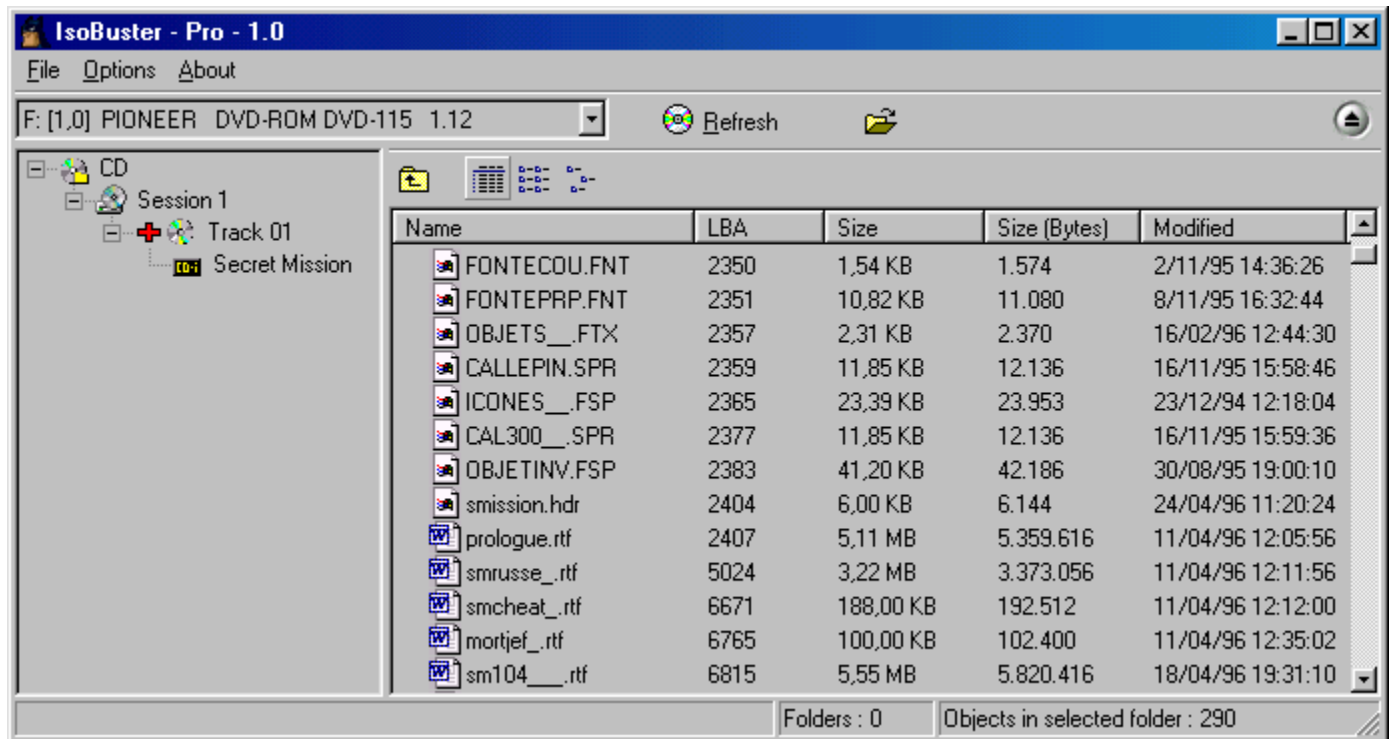 IsoBuster - Pro - 1.0
File Options About
F: [1,0] PIONEER DVD-ROM DVD-115 1.12 Refresh
CD
Session 1
Track 01
CD-i Secret Mission
Name LBA Size Size (Bytes) Modified
FONTECOU.FNT 2350 1,54 KB 1.574 2/11/95 14:36:26
FONTEPRP.FNT 2351 10,82 KB 11.080 8/11/95 16:32:44
OBJETS__.FTX 2357 2,31 KB 2.370 16/02/96 12:44:30
CALLEPIN.SPR 2359 11,85 KB 12.136 16/11/95 15:58:46
ICONES__.FSP 2365 23,39 KB 23.953 23/12/94 12:18:04
CAL300__.SPR 2377 11,85 KB 12.136 16/11/95 15:59:36
OBJETINV.FSP 2383 41,20 KB 42.186 30/08/95 19:00:10
smission.hdr 2404 6,00 KB 6.144 24/04/96 11:20:24
prologue.rtf 2407 5,11 MB 5.359.616 11/04/96 12:05:56
smrusse_.rtf 5024 3,22 MB 3.373.056 11/04/96 12:11:56
smcheat_.rtf 6671 188,00 KB 192.512 11/04/96 12:12:00
mortjef_.rtf 6765 100,00 KB 102.400 11/04/96 12:35:02
sm104___.rtf 6815 5,55 MB 5.820.416 18/04/96 19:31:10
Folders : 0 Objects in selected folder : 290